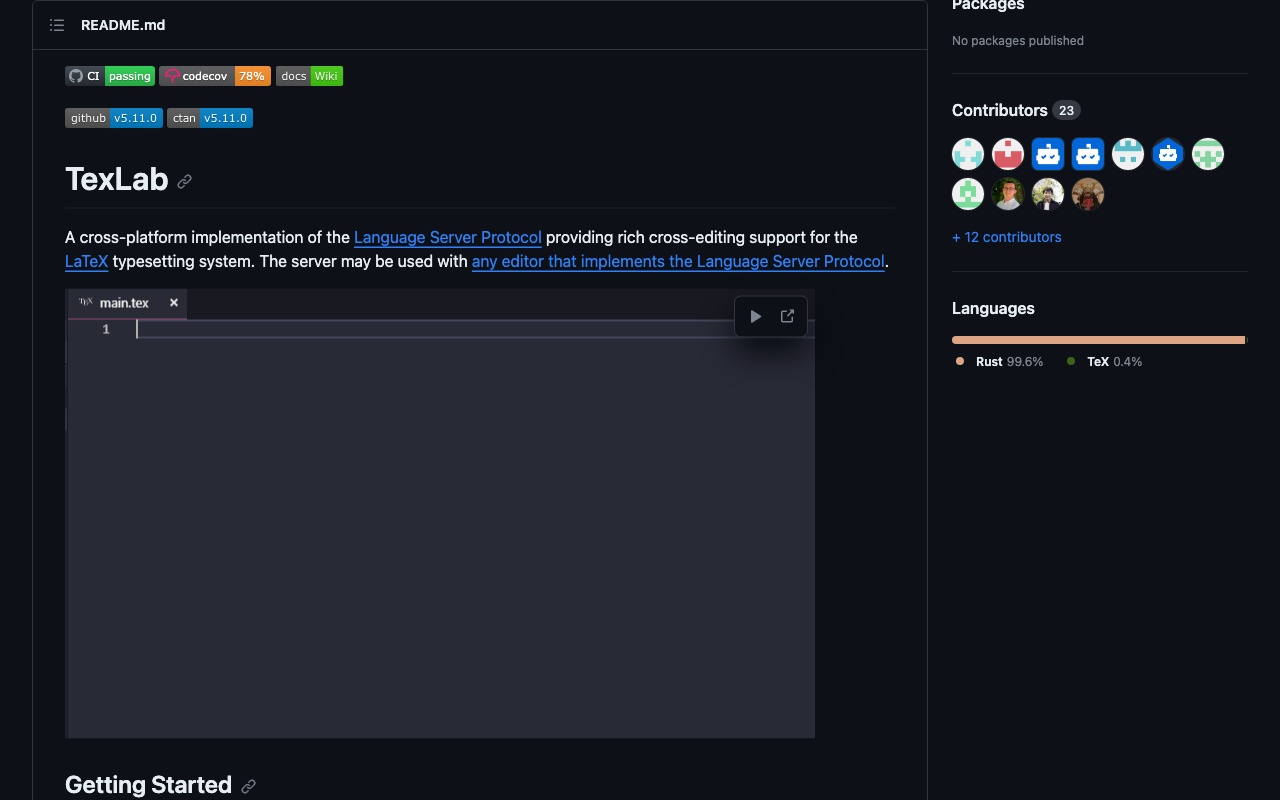 README.md
CI passing codecov 78% docs Wiki
github v5.11.0 ctan v5.11.0
TexLab
A cross-platform implementation of the Language Server Protocol providing rich cross-editing support for the
LaTeX typesetting system. The server may be used with any editor that implements the Language Server Protocol.
TEX main.tex ×
1
Getting Started
Packages
No packages published
Contributors 23
+ 12 contributors
Languages
Rust 99.6% TeX 0.4%